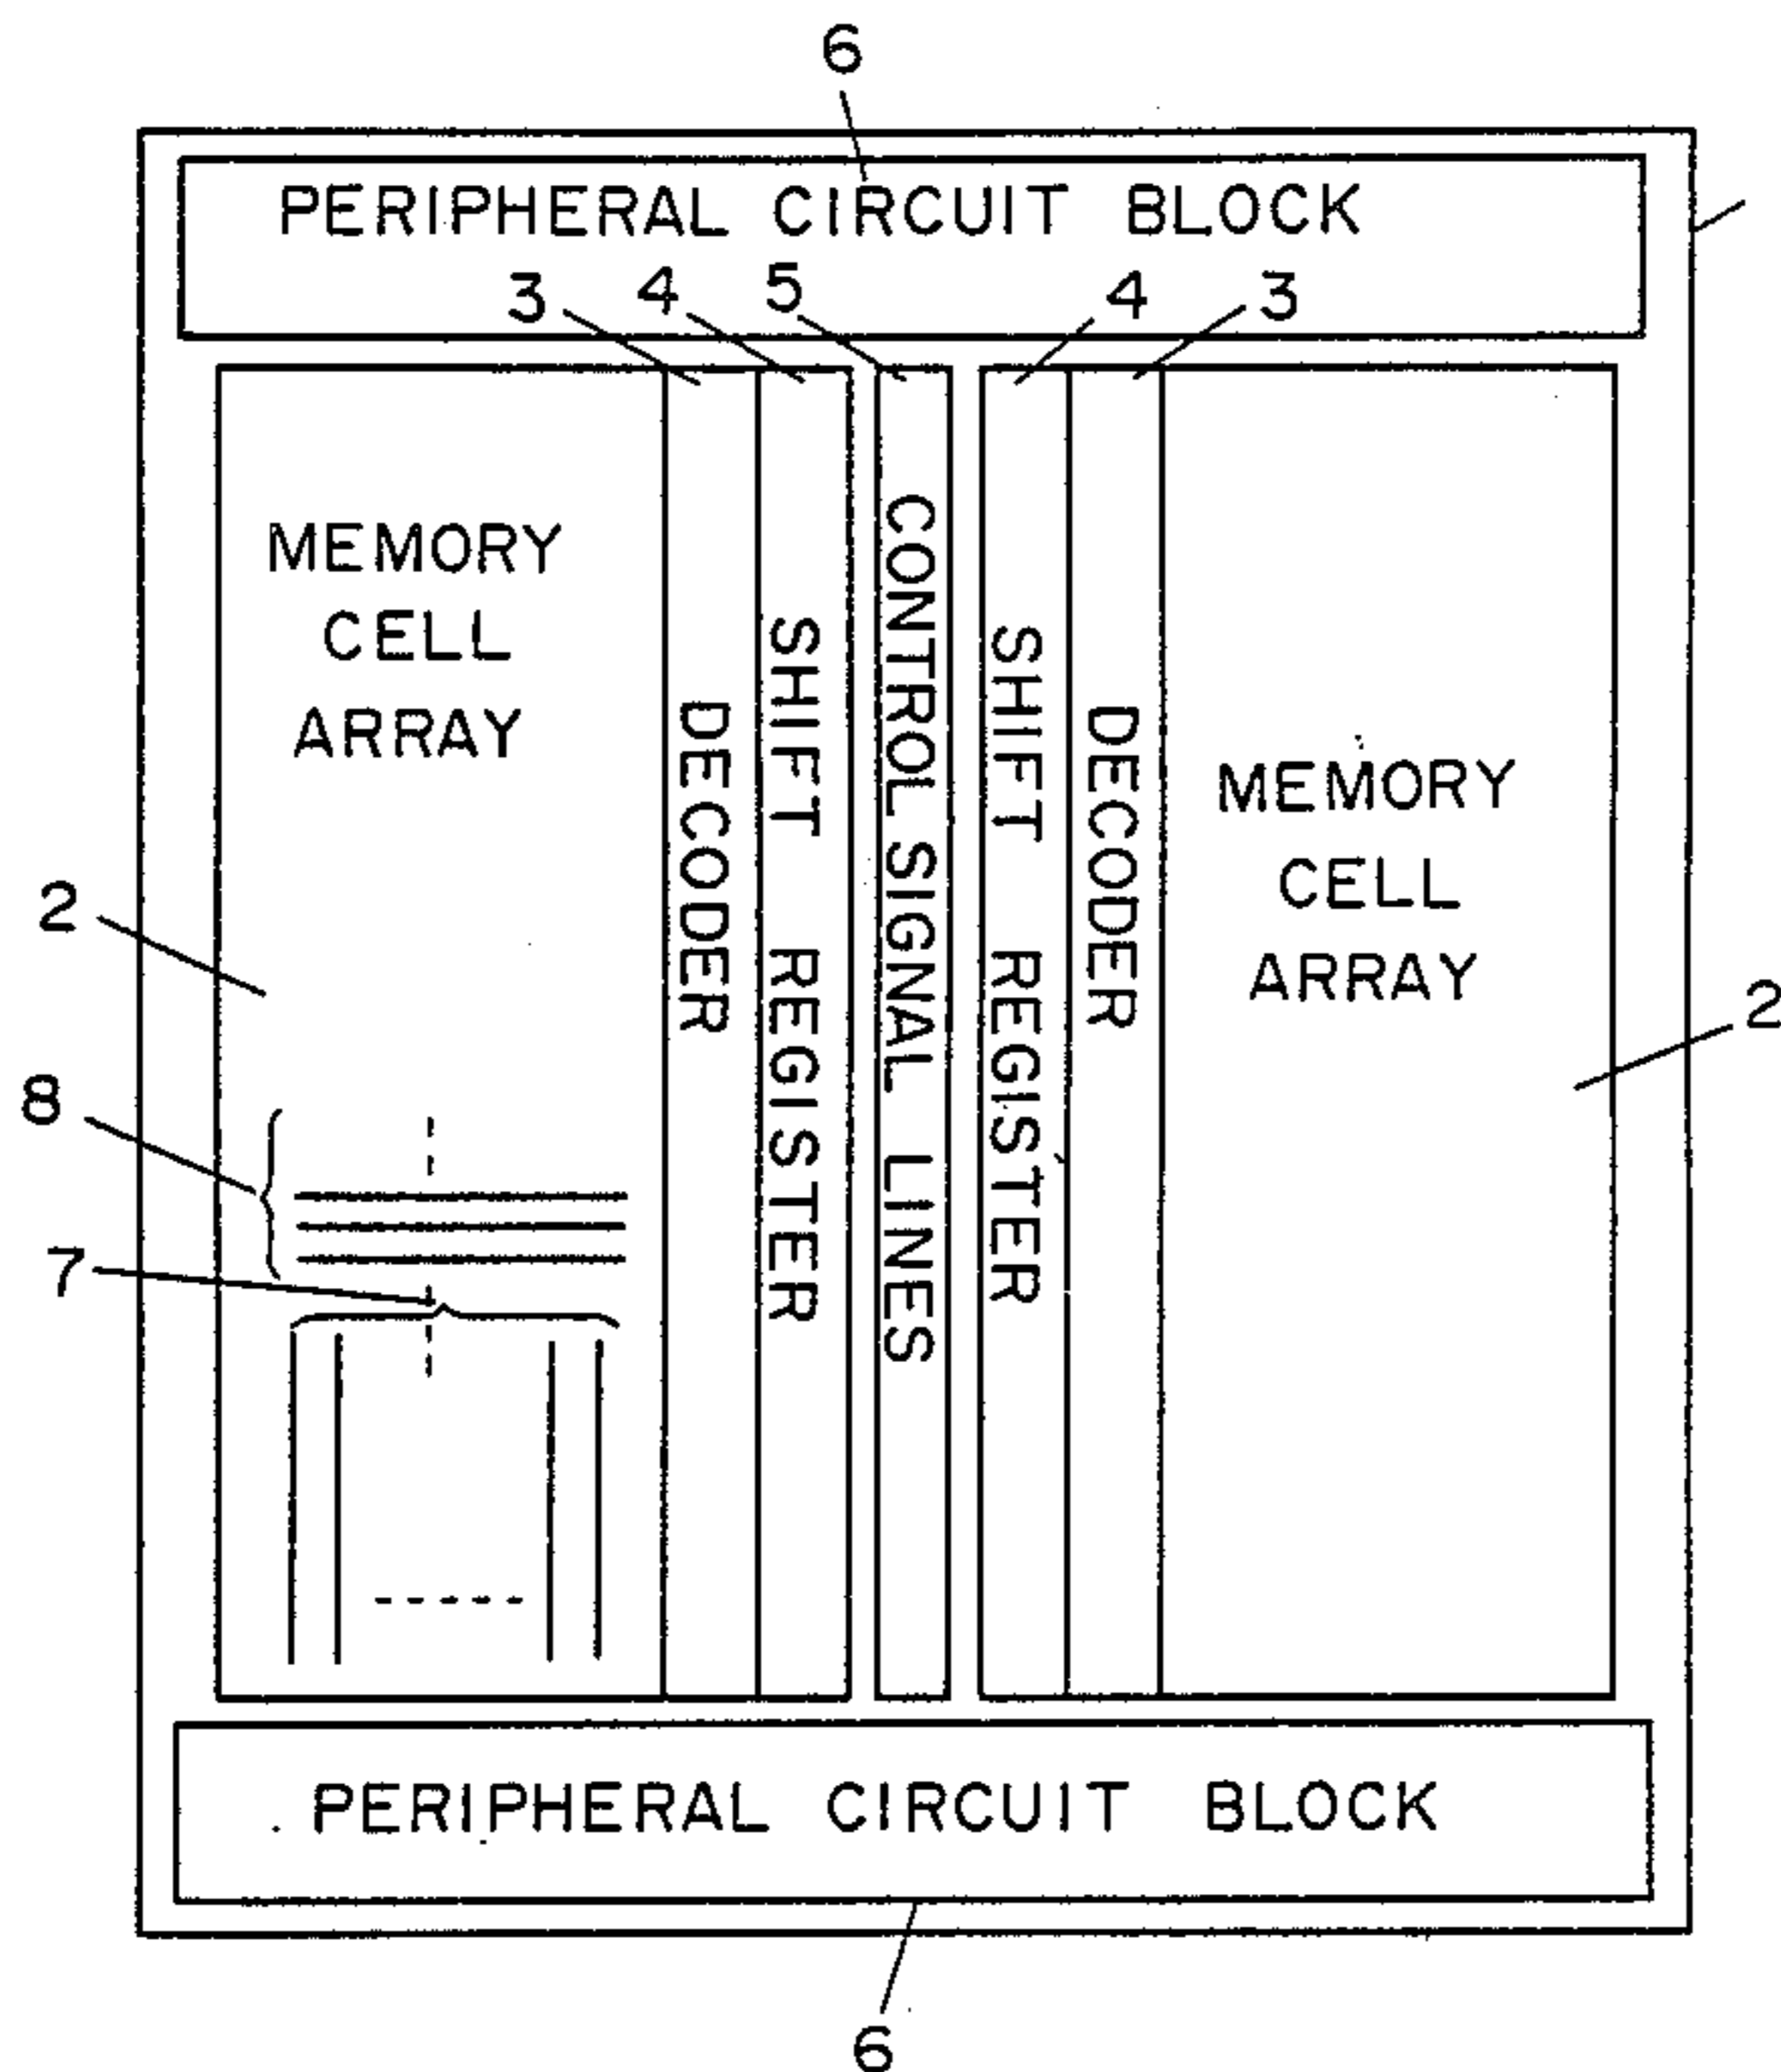 6
PERIPHERAL CIRCUIT BLOCK
3 4 5 4 3
MEMORY
CELL
ARRAY
DECODER
SHIFT REGISTER
CONTROL SIGNAL LINES
SHIFT REGISTER
DECODER
MEMORY
CELL
ARRAY
2
2
8
7
PERIPHERAL CIRCUIT BLOCK
6